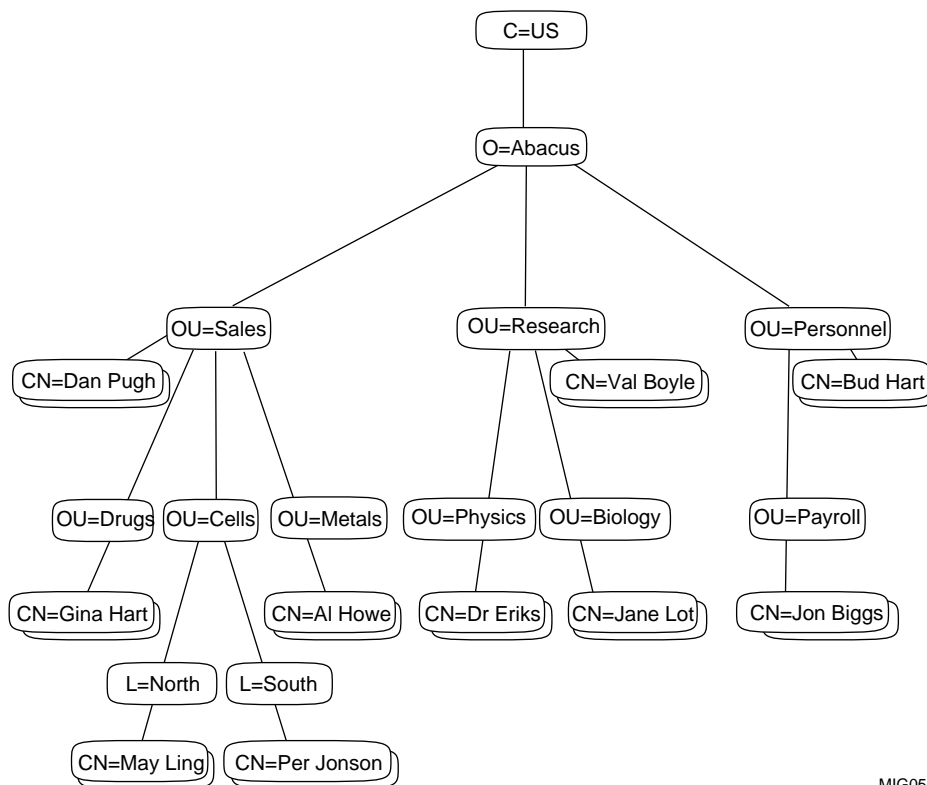 C=US
O=Abacus
OU=Sales
OU=Research
OU=Personnel
CN=Dan Pugh
CN=Val Boyle
CN=Bud Hart
OU=Drugs
OU=Cells
OU=Metals
OU=Physics
OU=Biology
OU=Payroll
CN=Gina Hart
CN=Al Howe
CN=Dr Eriks
CN=Jane Lot
CN=Jon Biggs
L=North
L=South
CN=May Ling
CN=Per Jonson
MIG05